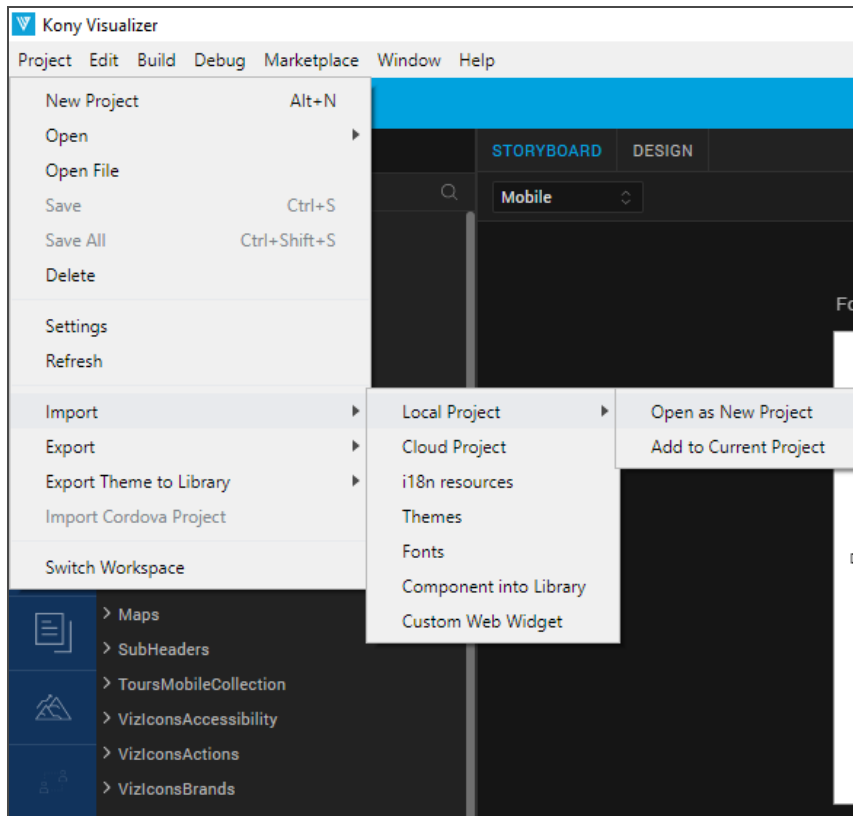 Kony Visualizer
Project Edit Build Debug Marketplace Window Help
New Project Alt+N
Open
Open File
Save Ctrl+S
Save All Ctrl+Shift+S
Delete
Settings
Refresh
Import
Export
Export Theme to Library
Import Cordova Project
Switch Workspace
Local Project
Cloud Project
i18n resources
Themes
Fonts
Component into Library
Custom Web Widget
Open as New Project
Add to Current Project
STORYBOARD DESIGN
Mobile
Maps
SubHeaders
ToursMobileCollection
VizIconsAccessibility
VizIconsActions
VizIconsBrands